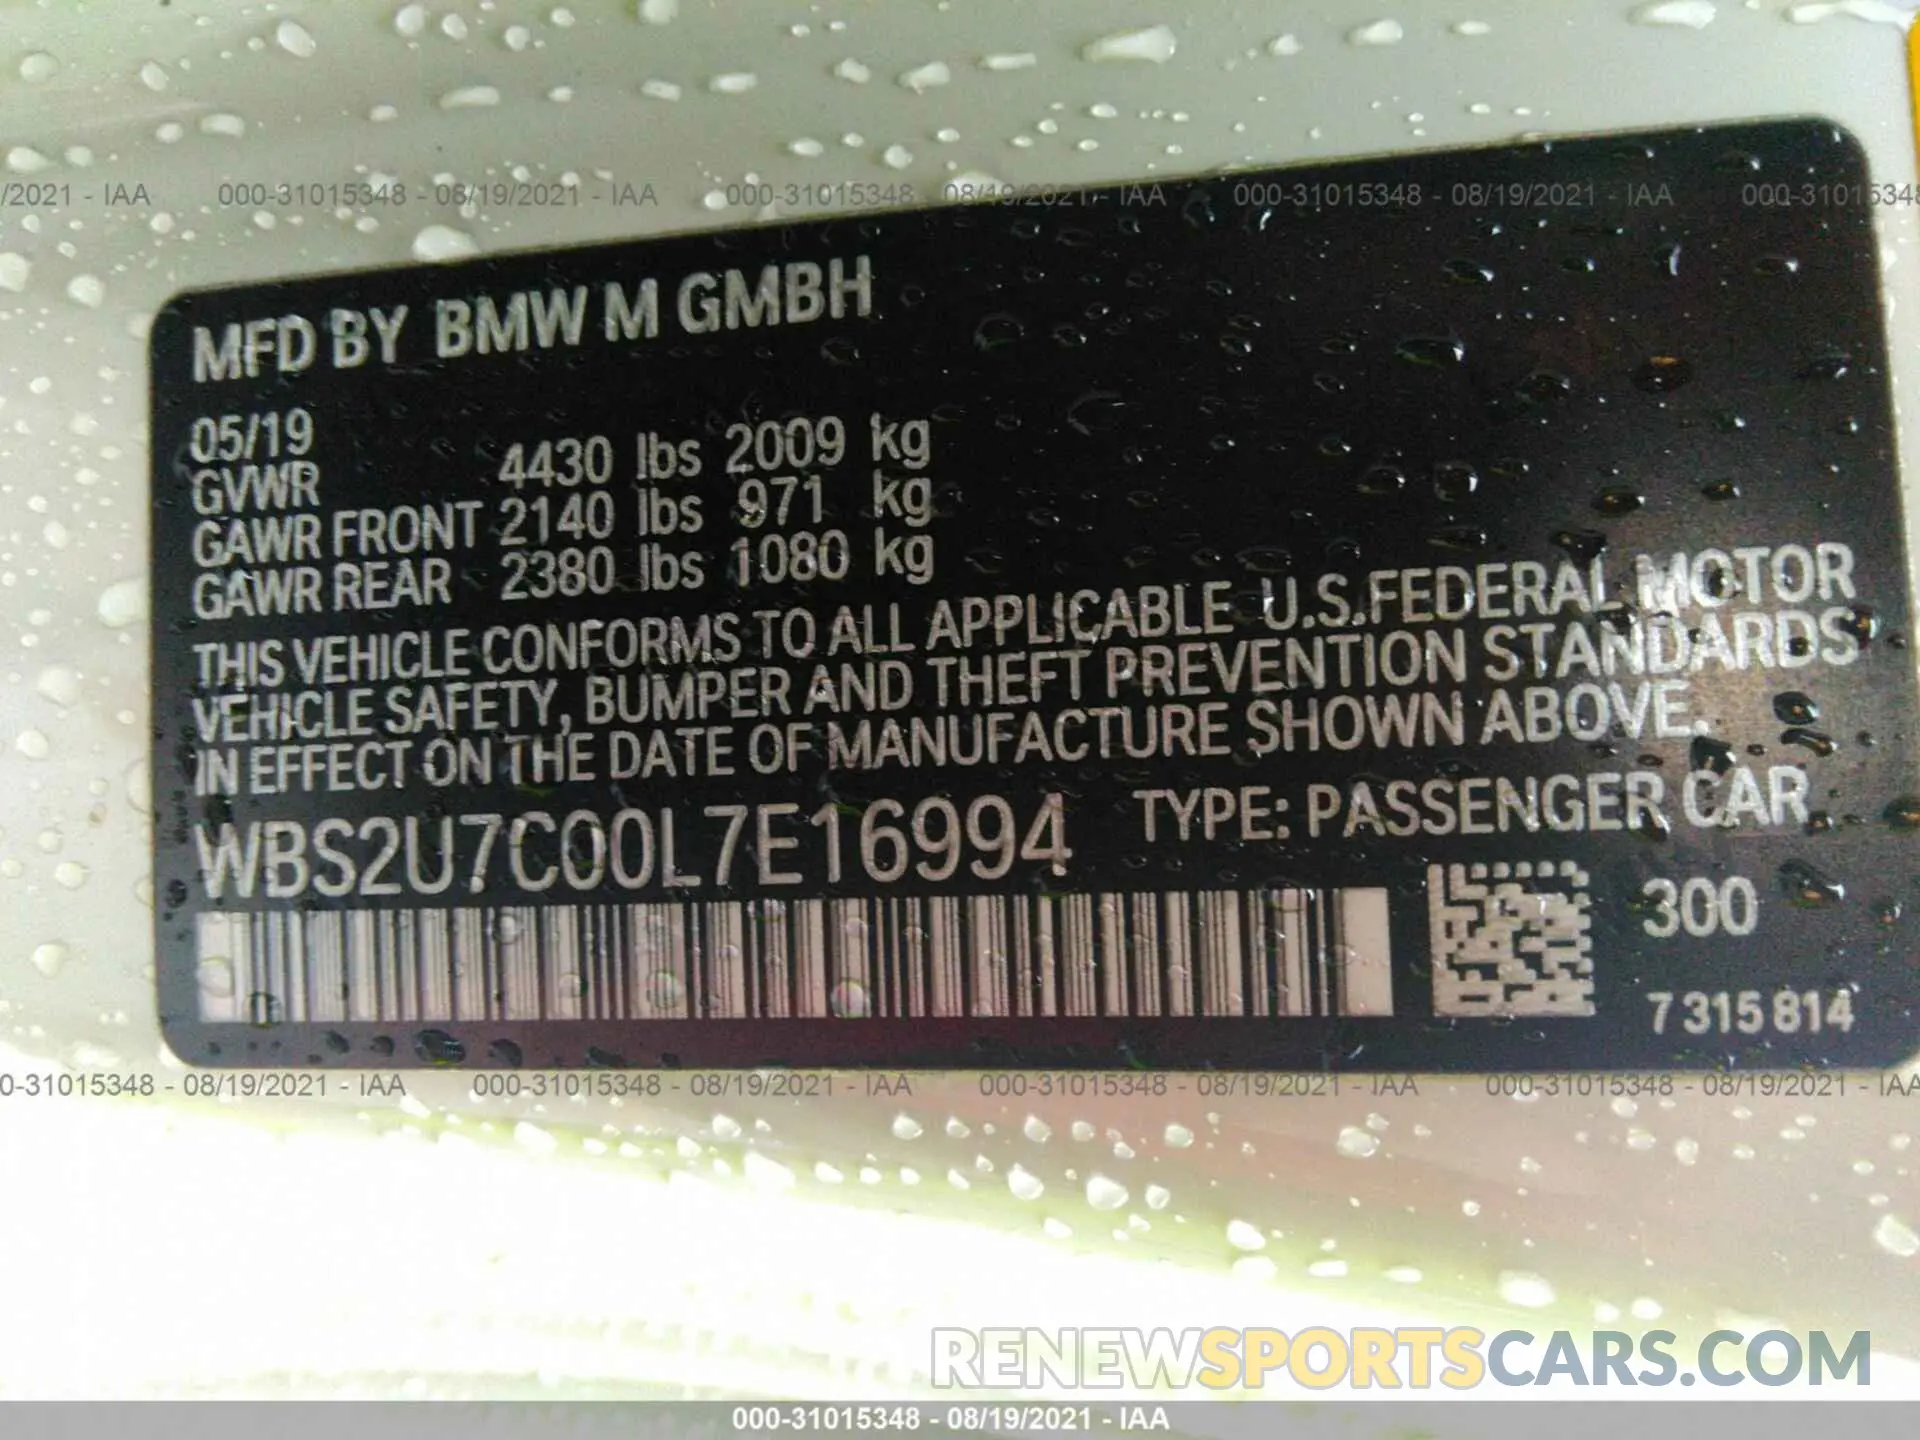 /2021 - IAA 000-31015348 - 08/19/2021 - IAA 000-31015348 - 08/19/2021 - IAA 000-31015348 - 08/19/2021 - IAA 000-3101534
MFD BY BMW M GMBH
05/19
GVWR 4430 lbs 2009 kg
GAWR FRONT 2140 lbs 971 kg
GAWR REAR 2380 lbs 1080 kg
THIS VEHICLE CONFORMS TO ALL APPLICABLE U.S.FEDERAL MOTOR
VEHICLE SAFETY, BUMPER AND THEFT PREVENTION STANDARDS
IN EFFECT ON THE DATE OF MANUFACTURE SHOWN ABOVE.
WBS2U7C00L7E16994 TYPE: PASSENGER CAR
300
7 315 814
0-31015348 - 08/19/2021 - IAA 000-31015348 - 08/19/2021 - IAA 000-31015348 - 08/19/2021 - IAA 000-31015348 - 08/19/2021 - IAA
RENEWSPORTSCARS.COM
000-31015348 - 08/19/2021 - IAA